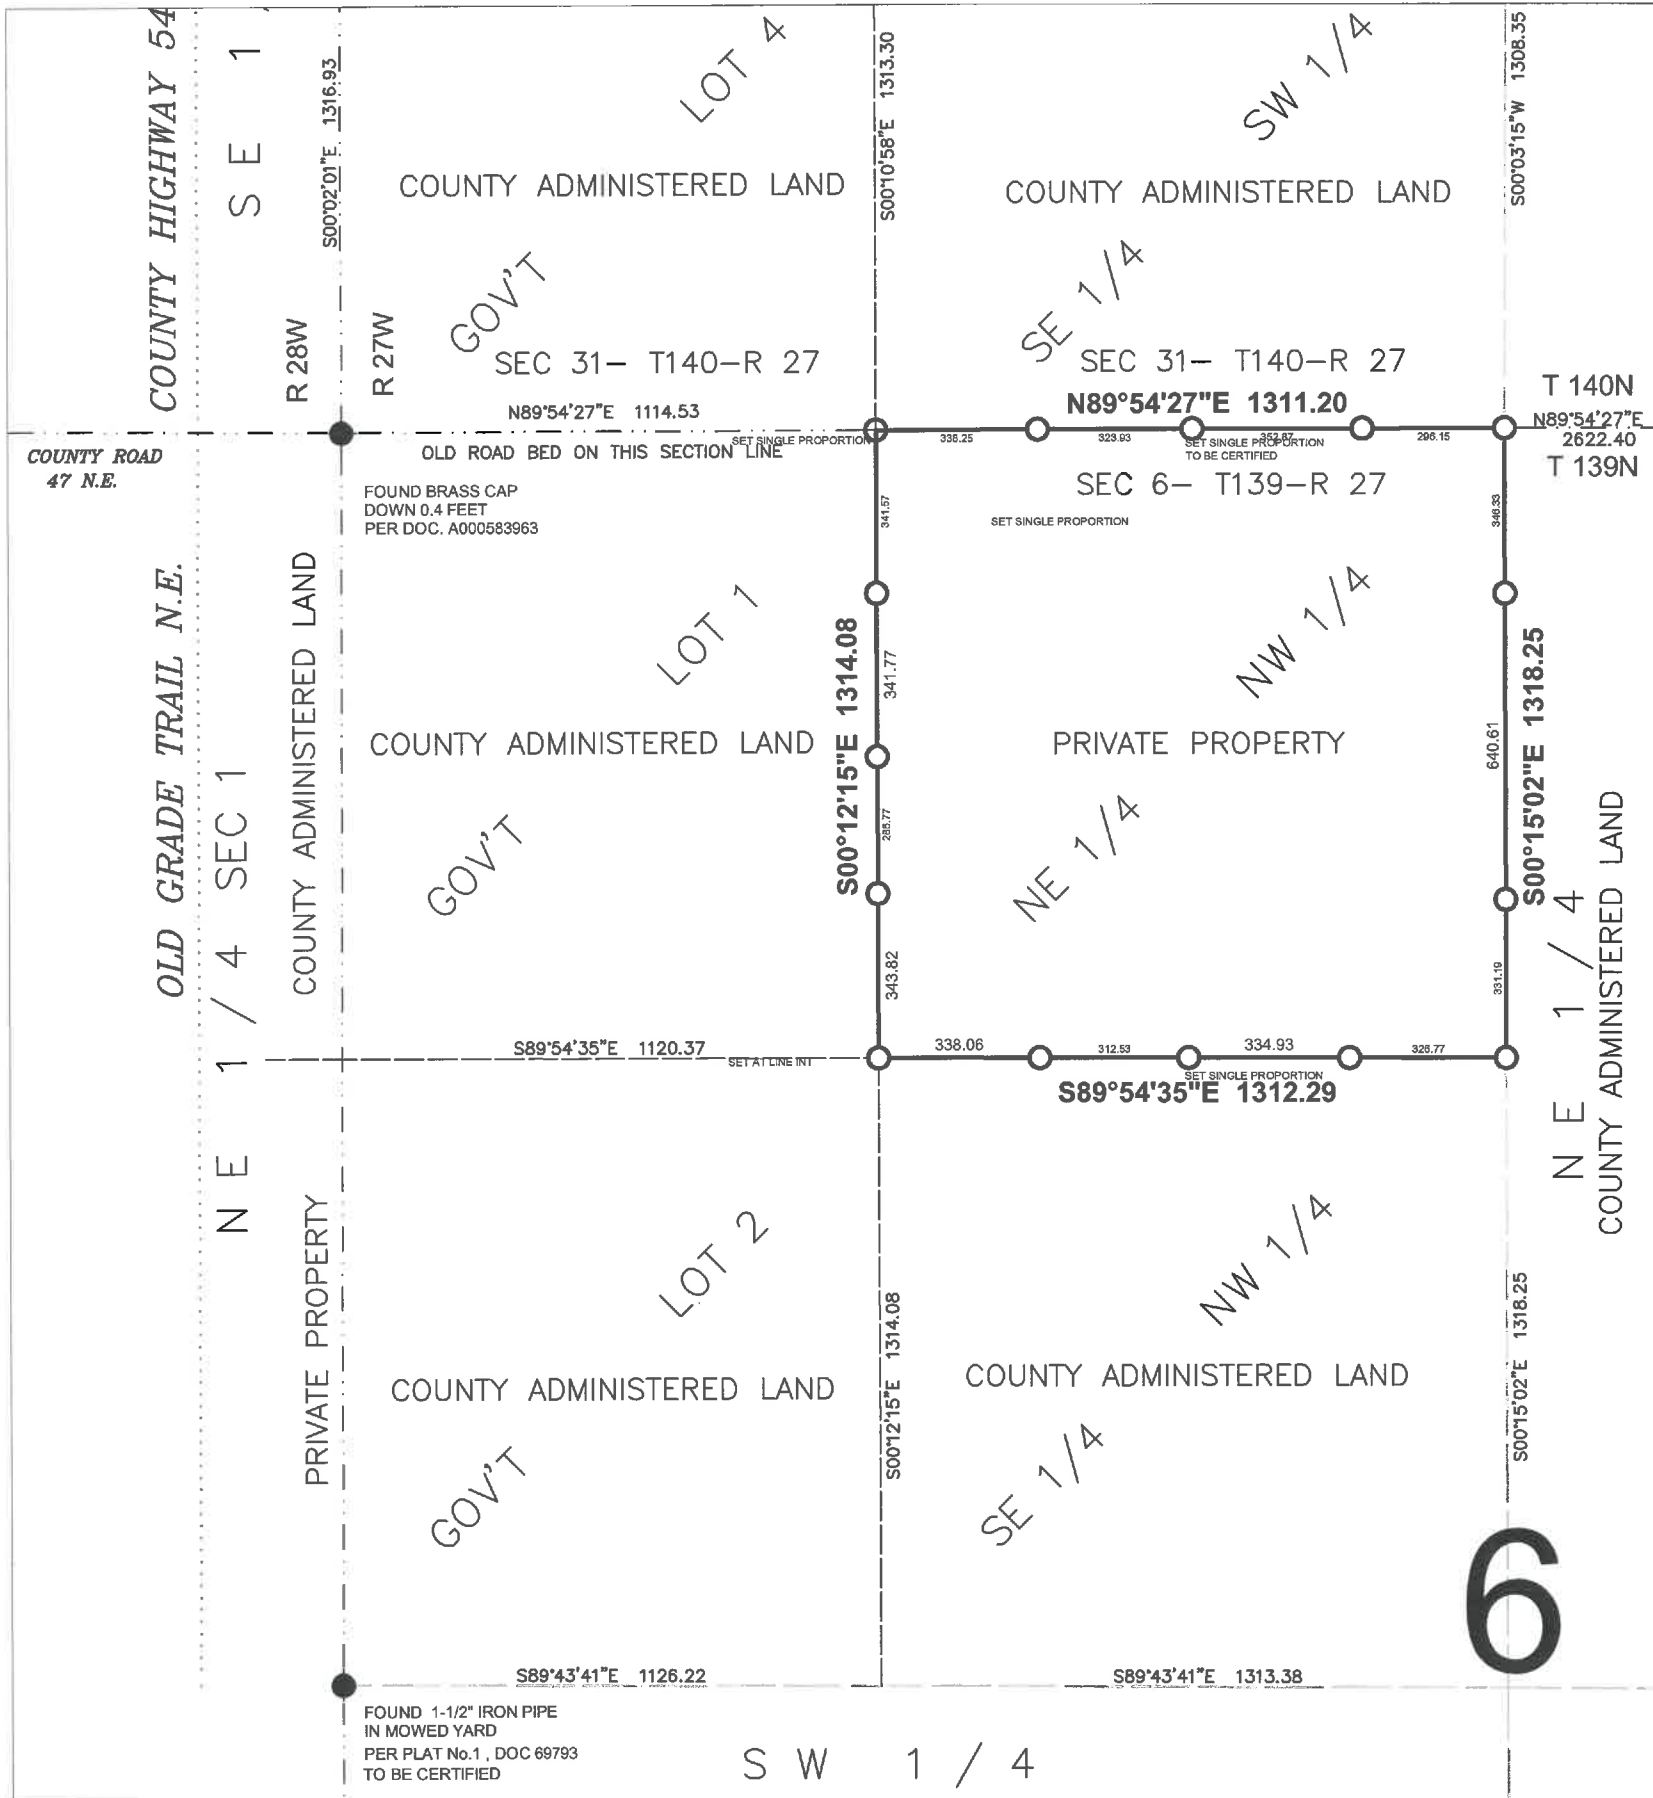 COUNTY HIGHWAY 54
S E 1
S00°02'01"E 1316.93
R 28W
R 27W
GOV'T LOT 4
COUNTY ADMINISTERED LAND
SEC 31- T140-R 27
S00°10'58"E 1313.30
SE 1/4 SW 1/4
COUNTY ADMINISTERED LAND
SEC 31- T140-R 27
S00°03'15"W 1308.35
T 140N
N89°54'27"E
2622.40
T 139N
N89°54'27"E 1114.53
N89°54'27"E 1311.20
COUNTY ROAD
47 N.E.
OLD ROAD BED ON THIS SECTION LINE
SET SINGLE PROPORTION
338.25
323.93
352.87
296.15
SET SINGLE PROPORTION
TO BE CERTIFIED
SEC 6- T139-R 27
SET SINGLE PROPORTION
FOUND BRASS CAP
DOWN 0.4 FEET
PER DOC. A000583963
OLD GRADE TRAIL N.E.
N E 1 / 4 SEC 1
COUNTY ADMINISTERED LAND
GOV'T LOT 1
COUNTY ADMINISTERED LAND
341.57
341.77
285.77
343.82
S00°12'15"E 1314.08
NE 1/4 NW 1/4
PRIVATE PROPERTY
346.33
640.61
331.19
S00°15'02"E 1318.25
N E 1 / 4
COUNTY ADMINISTERED LAND
S89°54'35"E 1120.37
SET AT LINE INT
338.06
312.53
334.93
326.77
SET SINGLE PROPORTION
S89°54'35"E 1312.29
PRIVATE PROPERTY
GOV'T LOT 2
COUNTY ADMINISTERED LAND
S00°12'15"E 1314.08
SE 1/4 NW 1/4
COUNTY ADMINISTERED LAND
S00°15'02"E 1318.25
6
S89°43'41"E 1126.22
S89°43'41"E 1313.38
FOUND 1-1/2" IRON PIPE
IN MOWED YARD
PER PLAT No.1 , DOC 69793
TO BE CERTIFIED
S W 1 / 4